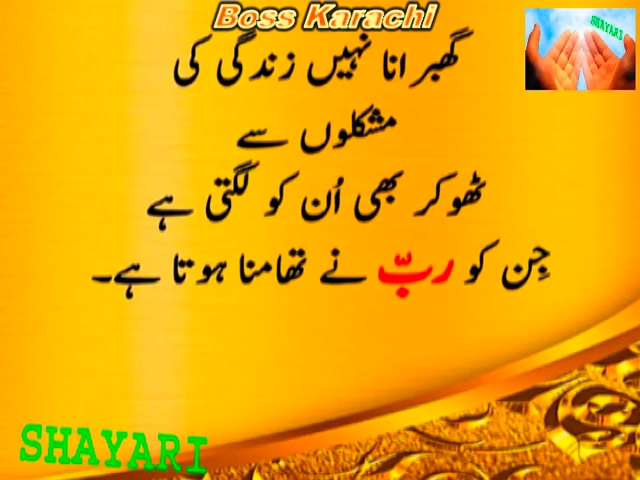 Boss Karachi
SHAYARI
گھبرانا نہیں زندگی کی
مشکلوں سے
ٹھوکر بھی اُن کو لگتی ہے
جِن کو ربّ نے تھامنا ہوتا ہے۔
SHAYARI